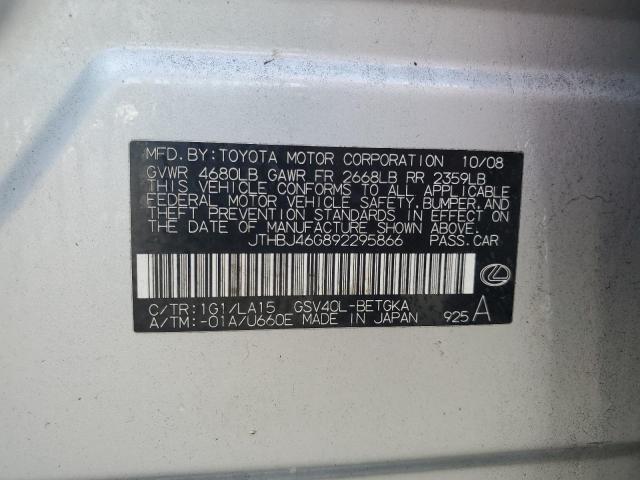 MFD. BY: TOYOTA MOTOR CORPORATION 10/08
GVWR 4680LB GAWR FR 2668LB RR 2359LB
THIS VEHICLE CONFORMS TO ALL APPLICABLE
FEDERAL MOTOR VEHICLE SAFETY, BUMPER, AND
THEFT PREVENTION STANDARDS IN EFFECT ON
THE DATE OF MANUFACTURE SHOWN ABOVE.
JTHBJ46G892295866 PASS.CAR
C/TR: 1G1/LA15 GSV40L-BETGKA
A/TM: -01A/U660E MADE IN JAPAN 925 A